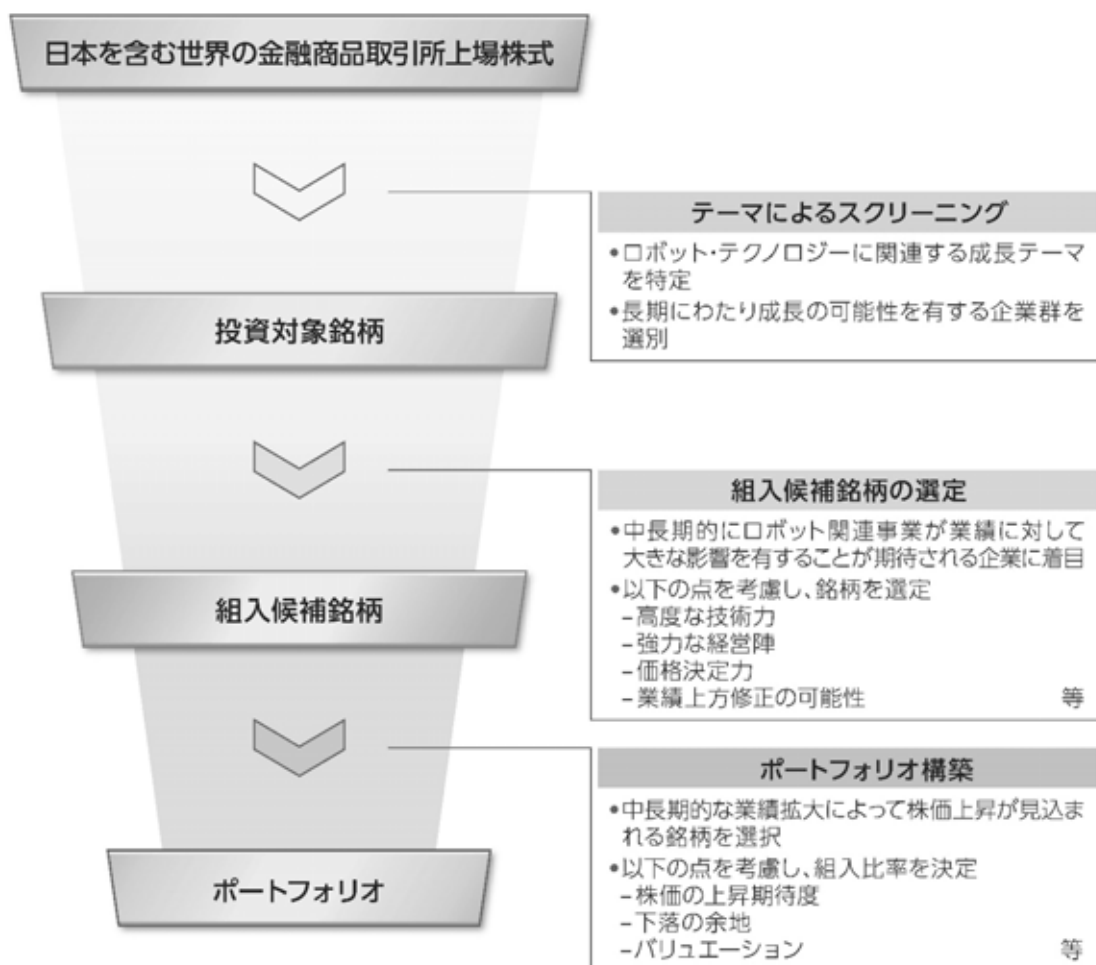 日本を含む世界の金融商品取引所上場株式
テーマによるスクリーニング
•ロボット・テクノロジーに関連する成長テーマ
を特定
•長期にわたり成長の可能性を有する企業群を
選別
投資対象銘柄
組入候補銘柄の選定
•中長期的にロボット関連事業が業績に対して
大きな影響を有することが期待される企業に着目
•以下の点を考慮し、銘柄を選定
–高度な技術力
–強力な経営陣
–価格決定力
–業績上方修正の可能性 等
組入候補銘柄
ポートフォリオ構築
•中長期的な業績拡大によって株価上昇が見込ま
れる銘柄を選択
•以下の点を考慮し、組入比率を決定
–株価の上昇期待度
–下落の余地
–バリュエーション 等
ポートフォリオ